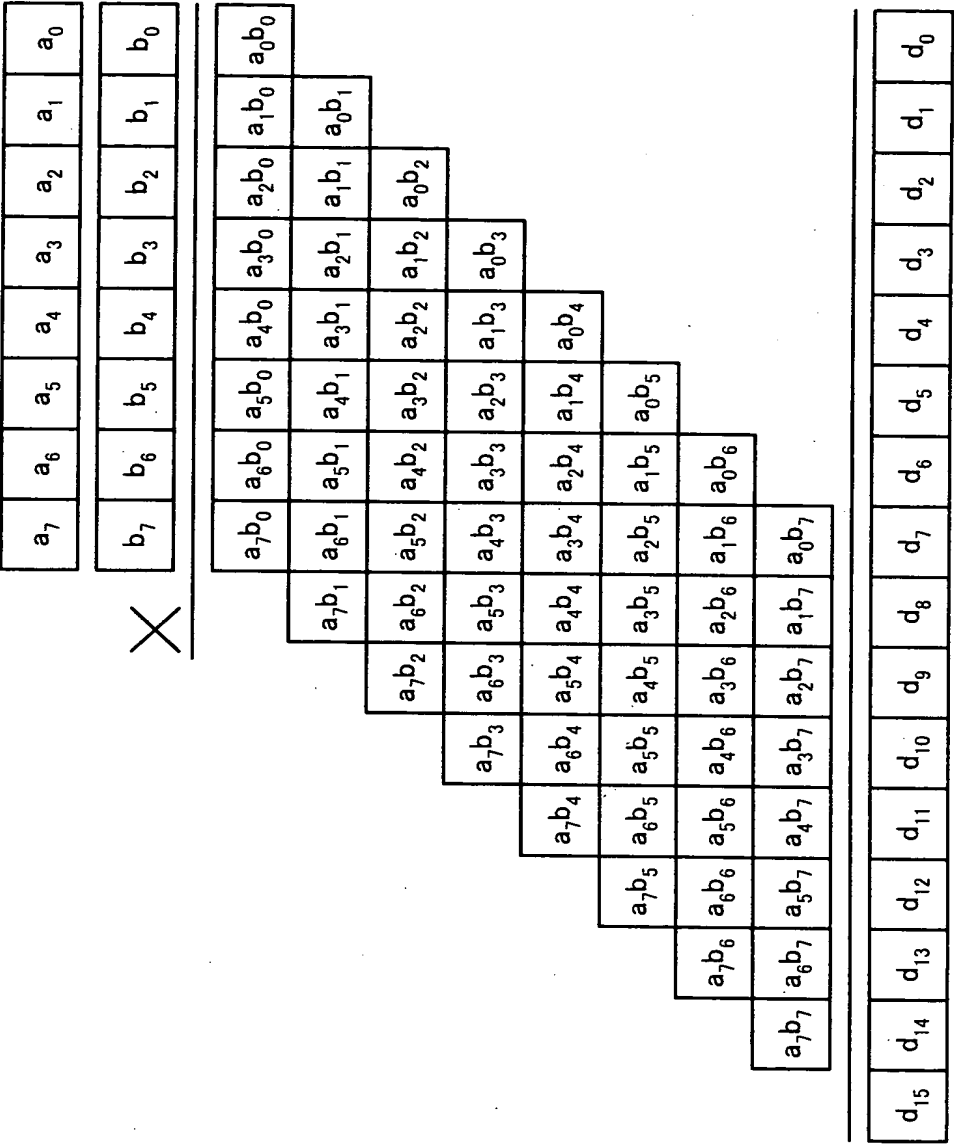 a7 a6 a5 a4 a3 a2 a1 a0
× b7 b6 b5 b4 b3 b2 b1 b0
a7b0 a6b0 a5b0 a4b0 a3b0 a2b0 a1b0 a0b0
a7b1 a6b1 a5b1 a4b1 a3b1 a2b1 a1b1 a0b1
a7b2 a6b2 a5b2 a4b2 a3b2 a2b2 a1b2 a0b2
a7b3 a6b3 a5b3 a4b3 a3b3 a2b3 a1b3 a0b3
a7b4 a6b4 a5b4 a4b4 a3b4 a2b4 a1b4 a0b4
a7b5 a6b5 a5b5 a4b5 a3b5 a2b5 a1b5 a0b5
a7b6 a6b6 a5b6 a4b6 a3b6 a2b6 a1b6 a0b6
a7b7 a6b7 a5b7 a4b7 a3b7 a2b7 a1b7 a0b7
d15 d14 d13 d12 d11 d10 d9 d8 d7 d6 d5 d4 d3 d2 d1 d0